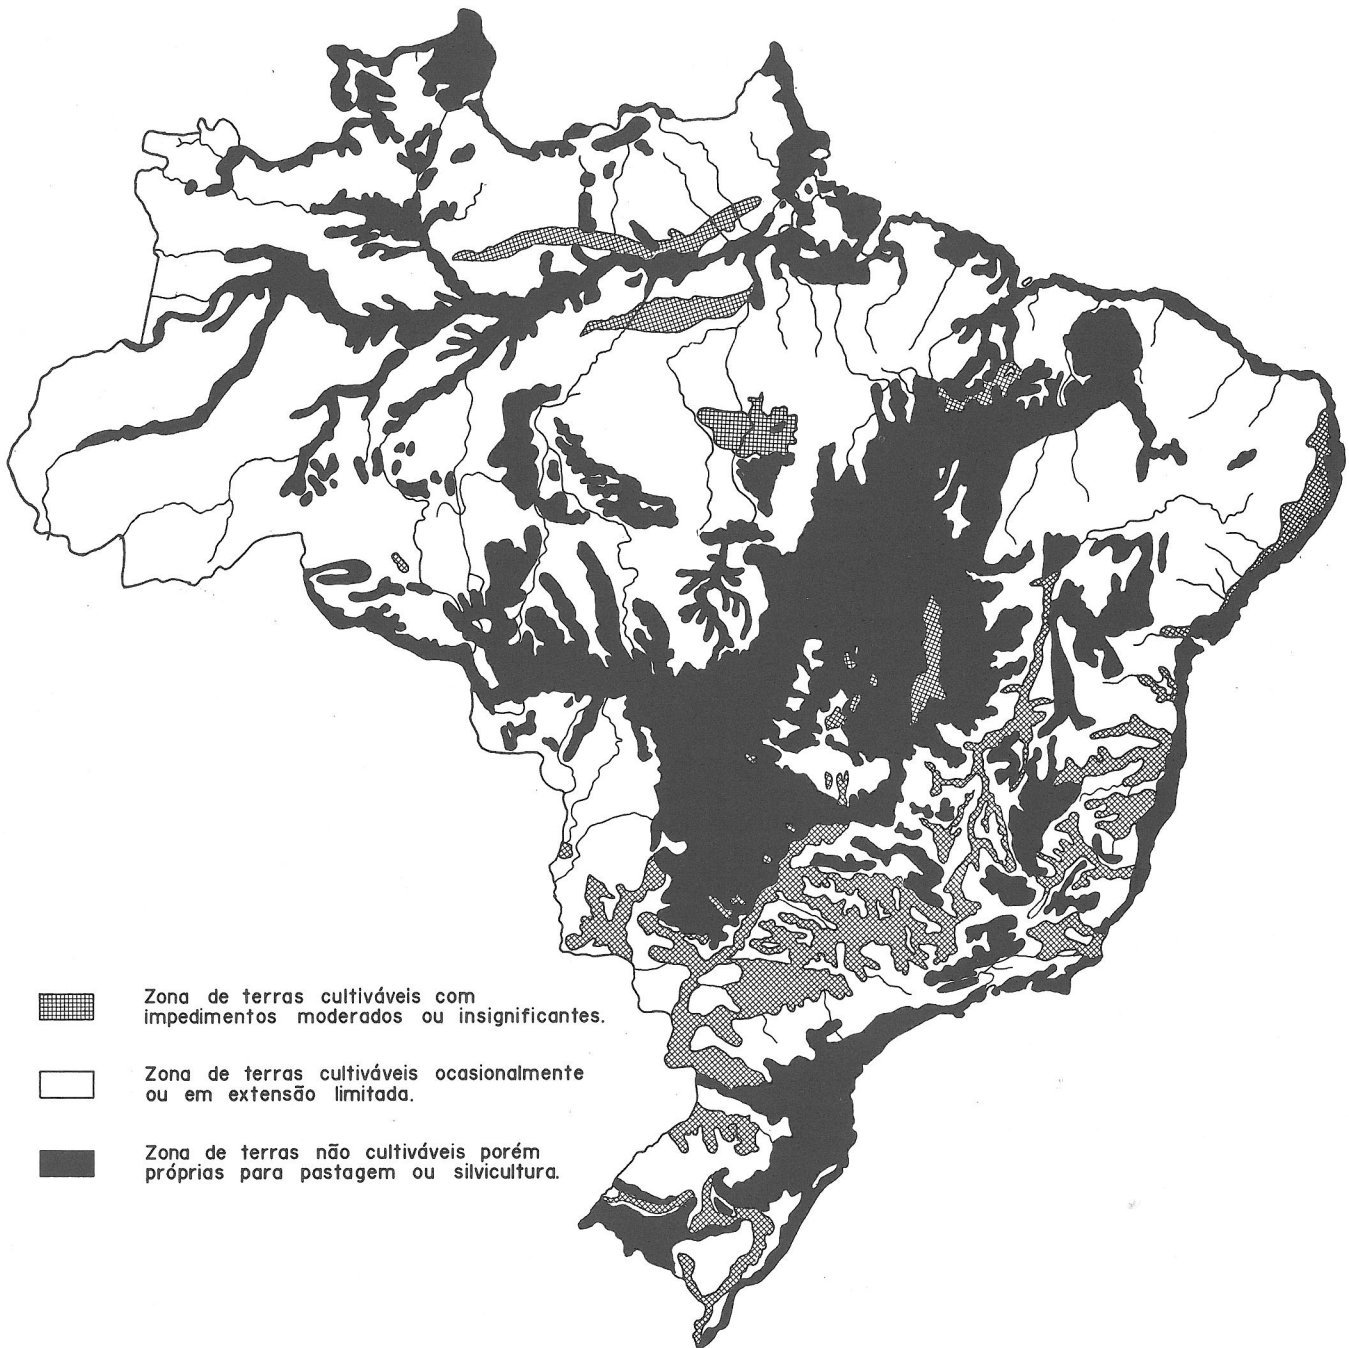 Zona de terras cultiváveis com
impedimentos moderados ou insignificantes.
Zona de terras cultiváveis ocasionalmente
ou em extensão limitada.
Zona de terras não cultiváveis porém
próprias para pastagem ou silvicultura.